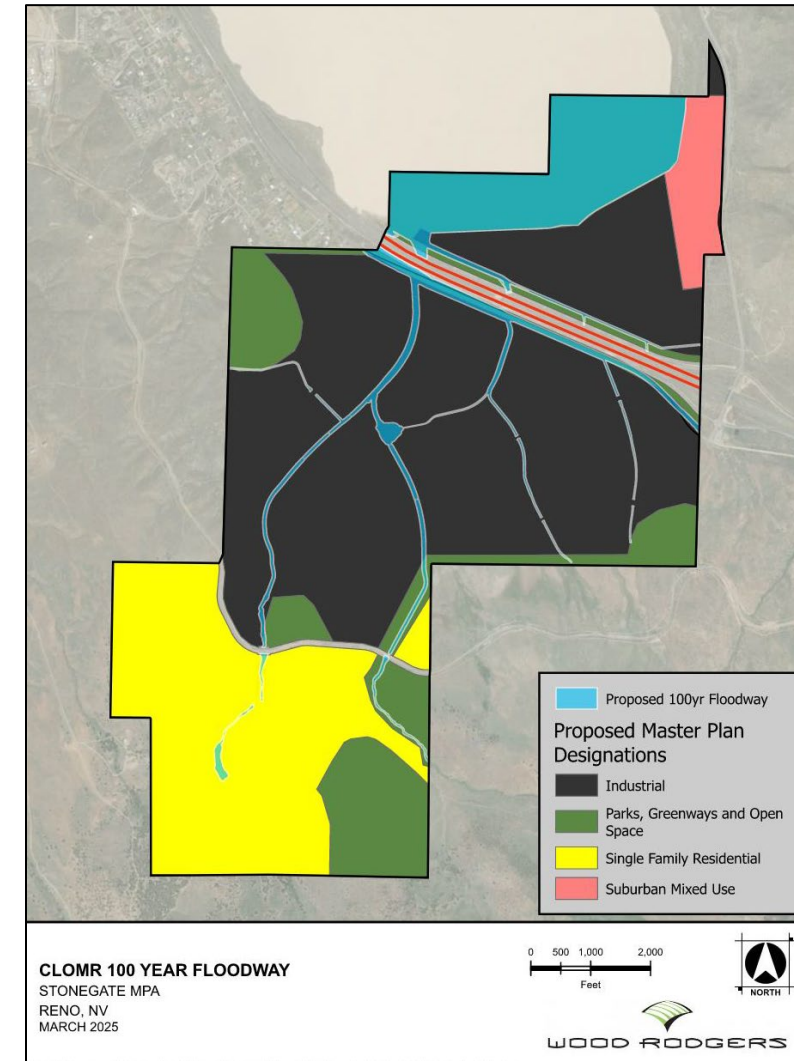 Proposed 100yr Floodway
Proposed Master Plan
Designations
Industrial
Parks, Greenways and Open
Space
Single Family Residential
Suburban Mixed Use
CLOMR 100 YEAR FLOODWAY
STONEGATE MPA
RENO, NV
MARCH 2025
0 500 1,000 2,000
Feet
NORTH
WOOD RODGERS